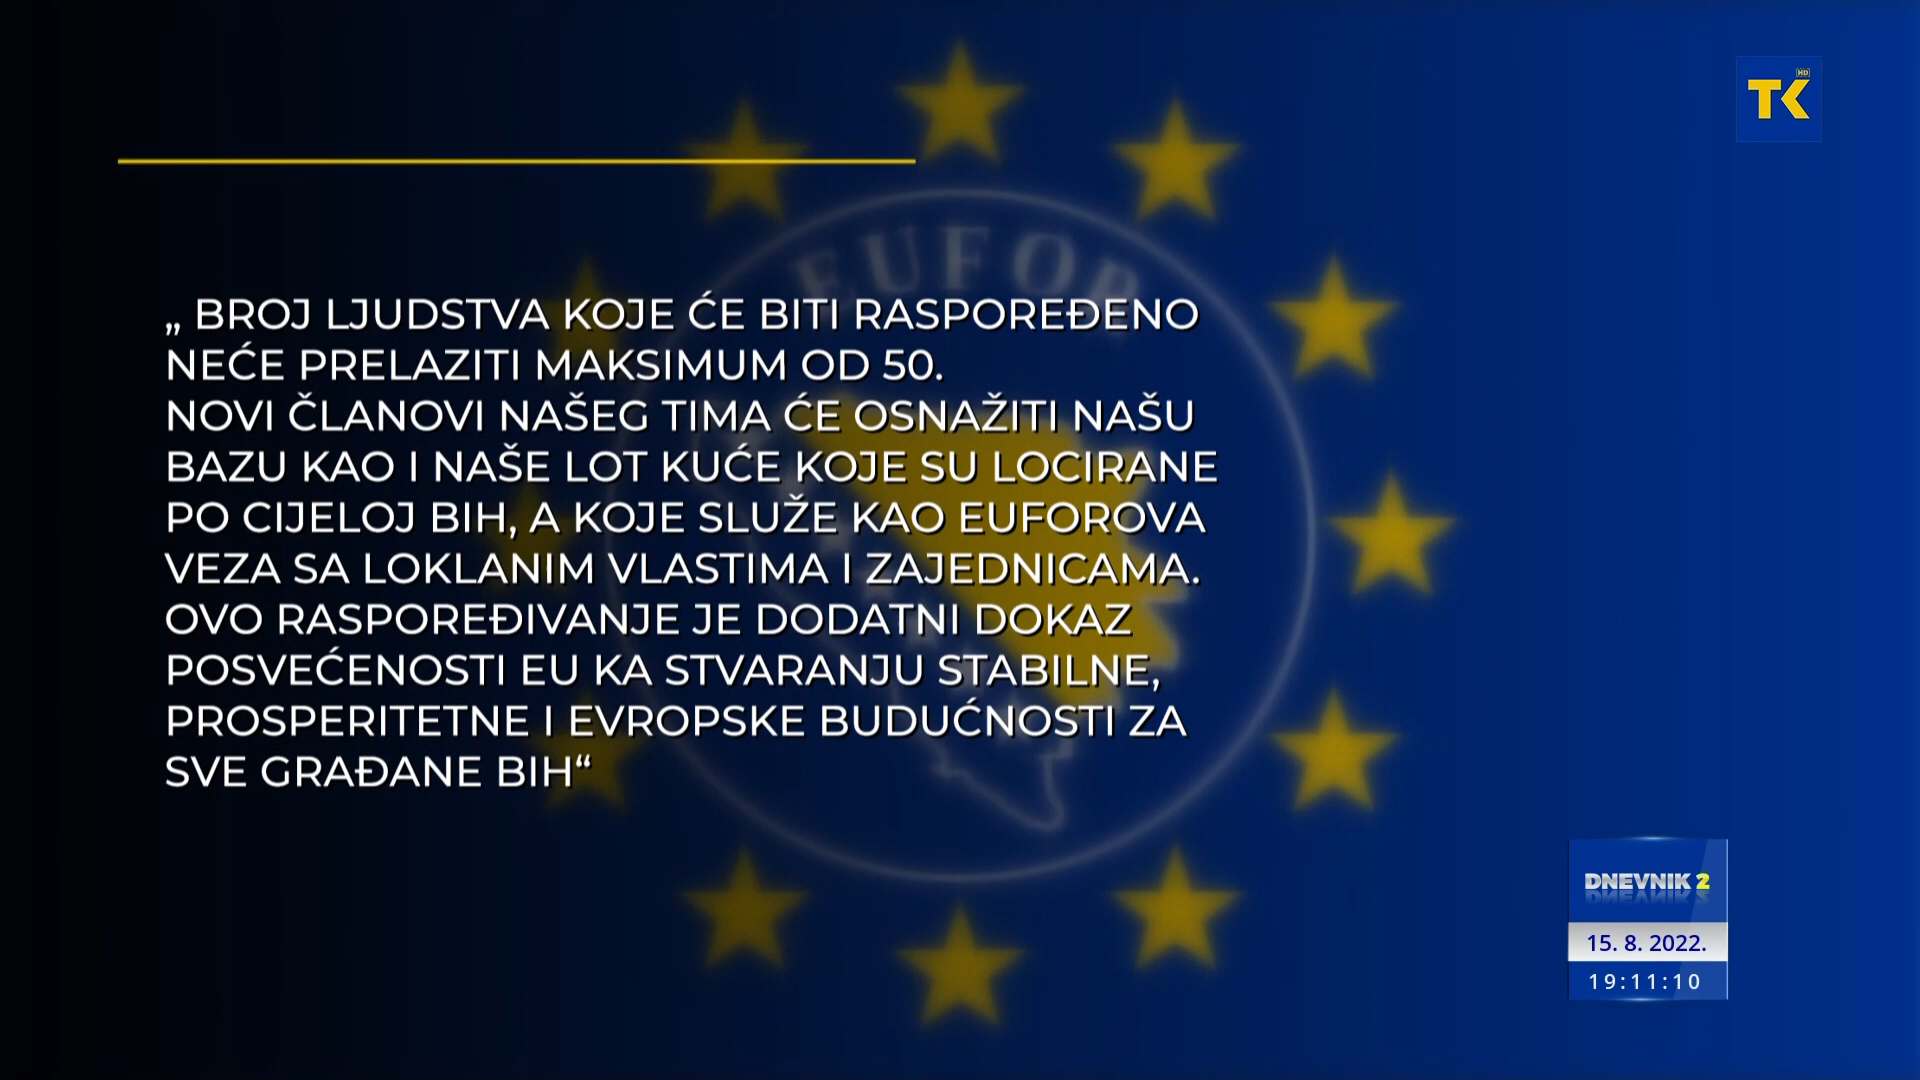 TK HD
EUFOR
„ BROJ LJUDSTVA KOJE ĆE BITI RASPOREĐENO
NEĆE PRELAZITI MAKSIMUM OD 50.
NOVI ČLANOVI NAŠEG TIMA ĆE OSNAŽITI NAŠU
BAZU KAO I NAŠE LOT KUĆE KOJE SU LOCIRANE
PO CIJELOJ BIH, A KOJE SLUŽE KAO EUFOROVA
VEZA SA LOKLANIM VLASTIMA I ZAJEDNICAMA.
OVO RASPOREĐIVANJE JE DODATNI DOKAZ
POSVEĆENOSTI EU KA STVARANJU STABILNE,
PROSPERITETNE I EVROPSKE BUDUĆNOSTI ZA
SVE GRAĐANE BIH“
DNEVNIK 2
15. 8. 2022.
19:11:10